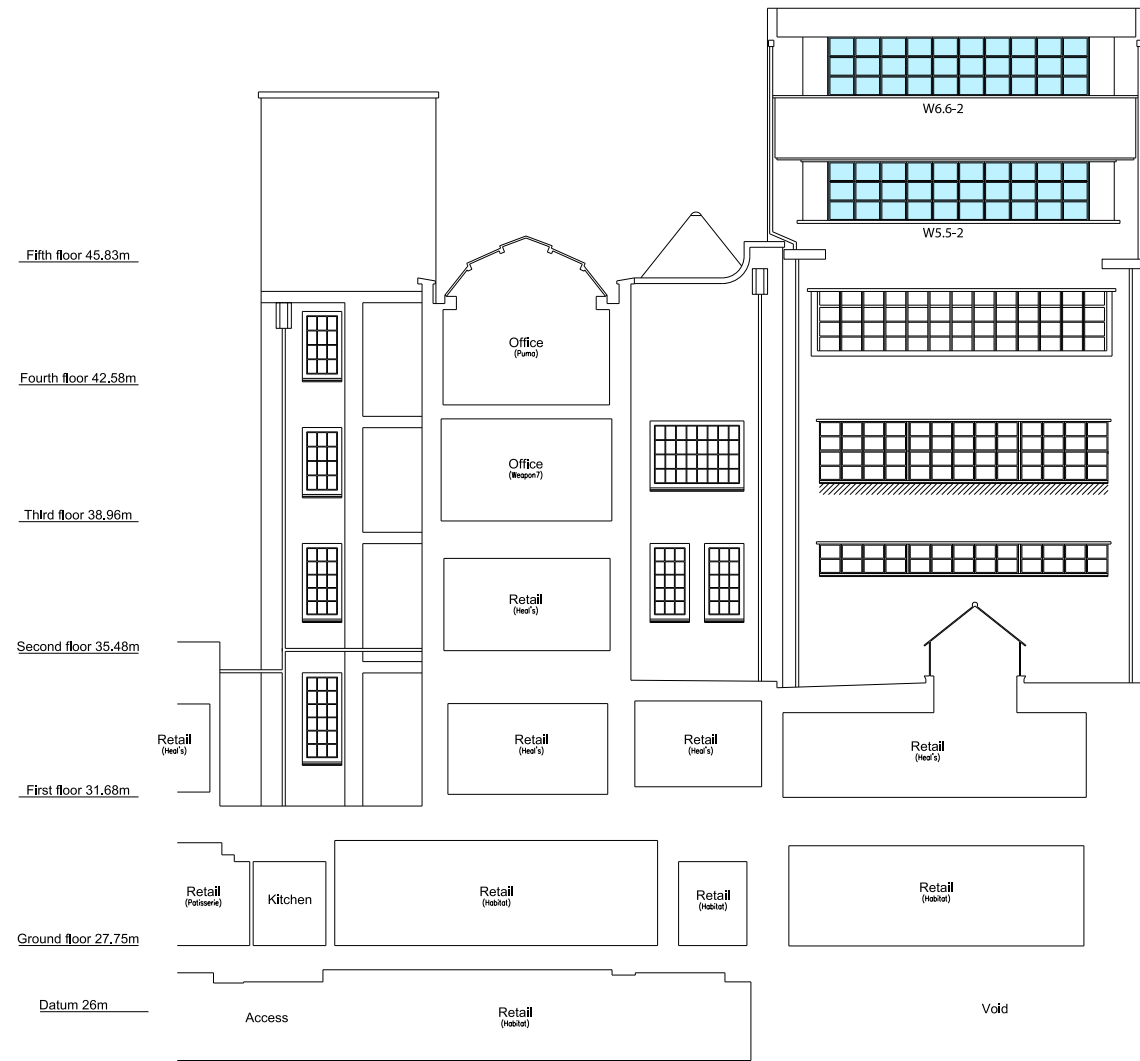 W6.6-2
W5.5-2
Fifth floor 45.83m
Office
(Puma)
Fourth floor 42.58m
Office
(Weapon7)
Third floor 38.96m
Retail
(Heal's)
Second floor 35.48m
Retail
(Heal's)
Retail
(Heal's)
Retail
(Heal's)
Retail
(Heal's)
First floor 31.68m
Retail
(Patisserie)
Kitchen
Retail
(Habitat)
Retail
(Habitat)
Retail
(Habitat)
Ground floor 27.75m
Datum 26m
Access
Retail
(Habitat)
Void